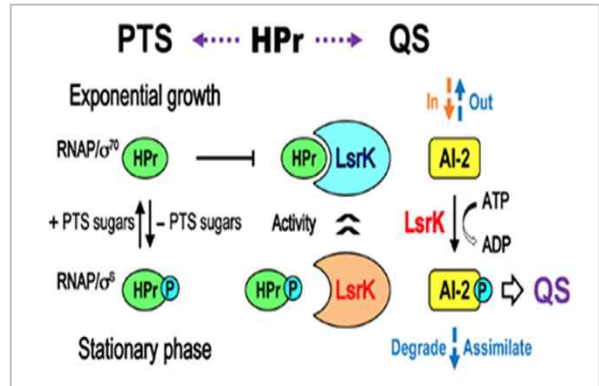 PTS HPr QS
Exponential growth
In Out
RNAP/σ⁷⁰ HPr HPr LsrK AI-2
+ PTS sugars – PTS sugars Activity LsrK ATP
ADP
RNAP/σˢ HPr P HPr P LsrK AI-2 P QS
Stationary phase Degrade Assimilate